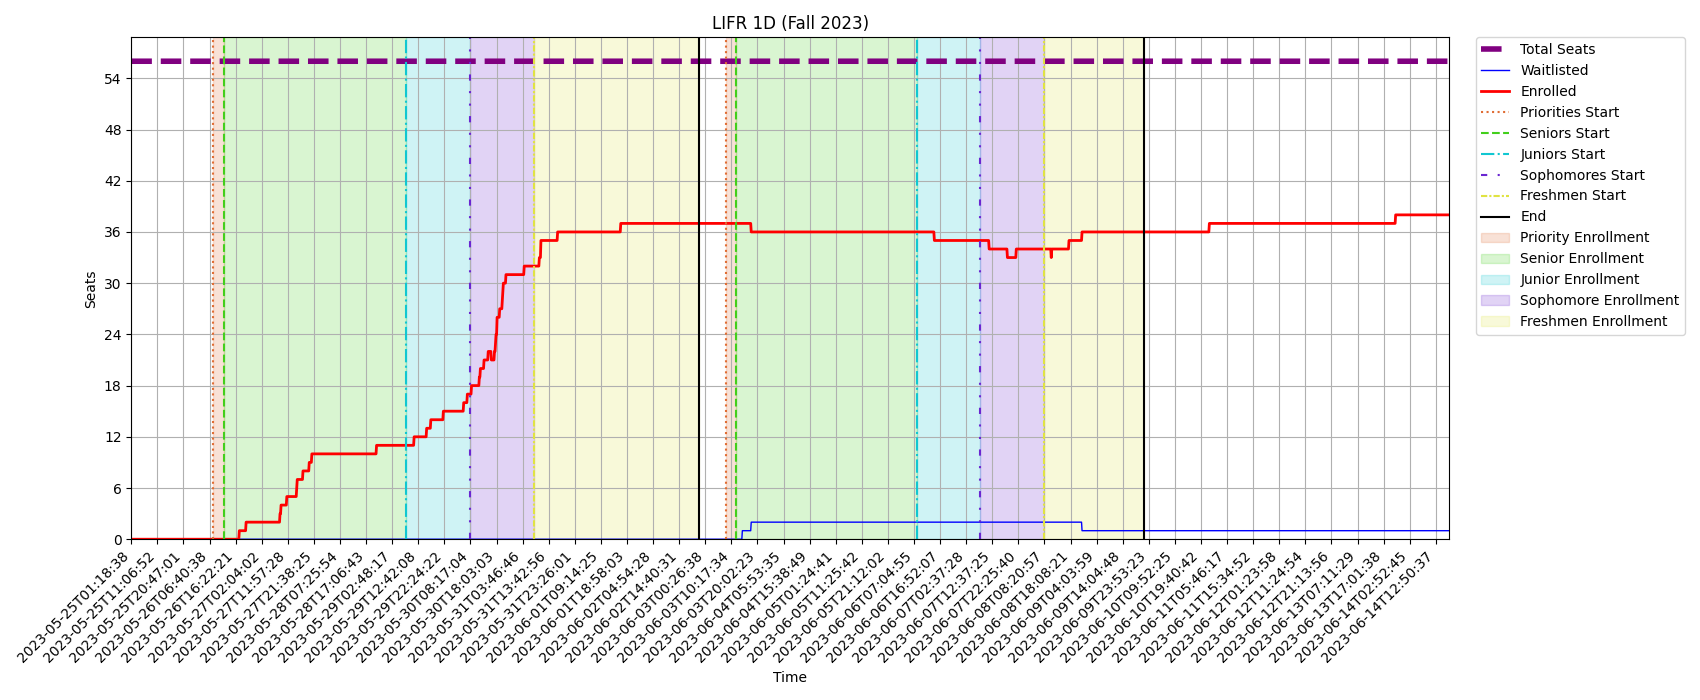 LIFR 1D (Fall 2023)
Total Seats
Waitlisted
Enrolled
Priorities Start
Seniors Start
Juniors Start
Sophomores Start
Freshmen Start
End
Priority Enrollment
Senior Enrollment
Junior Enrollment
Sophomore Enrollment
Freshmen Enrollment
Seats
54
48
42
36
30
24
18
12
6
0
2023-05-25T01:18:38
2023-05-25T11:06:52
2023-05-25T20:47:01
2023-05-26T06:40:38
2023-05-26T16:22:21
2023-05-27T02:04:02
2023-05-27T11:57:28
2023-05-27T21:38:25
2023-05-28T07:25:54
2023-05-28T17:06:43
2023-05-29T02:48:17
2023-05-29T12:42:08
2023-05-29T22:24:22
2023-05-30T08:17:04
2023-05-30T18:03:03
2023-05-31T03:46:46
2023-05-31T13:42:56
2023-05-31T23:26:01
2023-06-01T09:14:25
2023-06-01T18:58:03
2023-06-02T04:54:28
2023-06-02T14:40:31
2023-06-03T00:26:38
2023-06-03T10:17:34
2023-06-03T20:02:23
2023-06-04T05:53:35
2023-06-04T15:38:49
2023-06-05T01:24:41
2023-06-05T11:25:42
2023-06-05T21:12:02
2023-06-06T07:04:55
2023-06-06T16:52:07
2023-06-07T02:37:28
2023-06-07T12:37:25
2023-06-07T22:25:40
2023-06-08T08:20:57
2023-06-08T18:08:21
2023-06-09T04:03:59
2023-06-09T14:04:48
2023-06-09T23:53:23
2023-06-10T09:52:25
2023-06-10T19:40:42
2023-06-11T05:46:17
2023-06-11T15:34:52
2023-06-12T01:23:58
2023-06-12T11:24:54
2023-06-12T21:13:56
2023-06-13T07:11:29
2023-06-13T17:01:38
2023-06-14T02:52:45
2023-06-14T12:50:37
Time